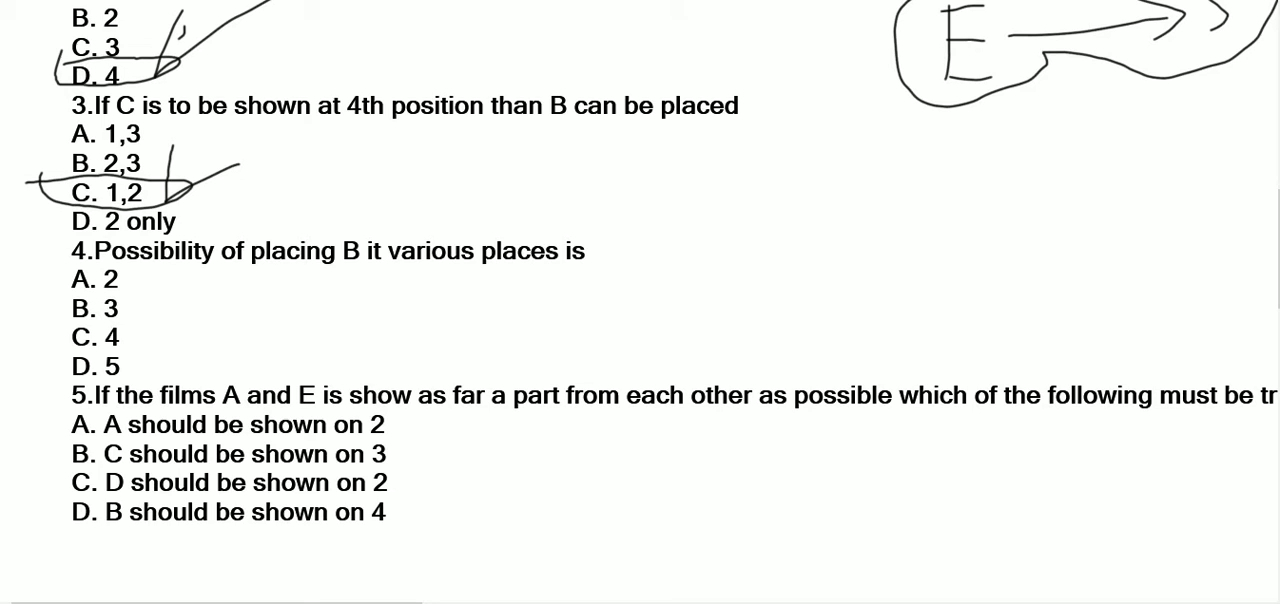 B. 2
C. 3
D. 4
E
3.If C is to be shown at 4th position than B can be placed
A. 1,3
B. 2,3
C. 1,2
D. 2 only
4.Possibility of placing B it various places is
A. 2
B. 3
C. 4
D. 5
5.If the films A and E is show as far a part from each other as possible which of the following must be tr
A. A should be shown on 2
B. C should be shown on 3
C. D should be shown on 2
D. B should be shown on 4